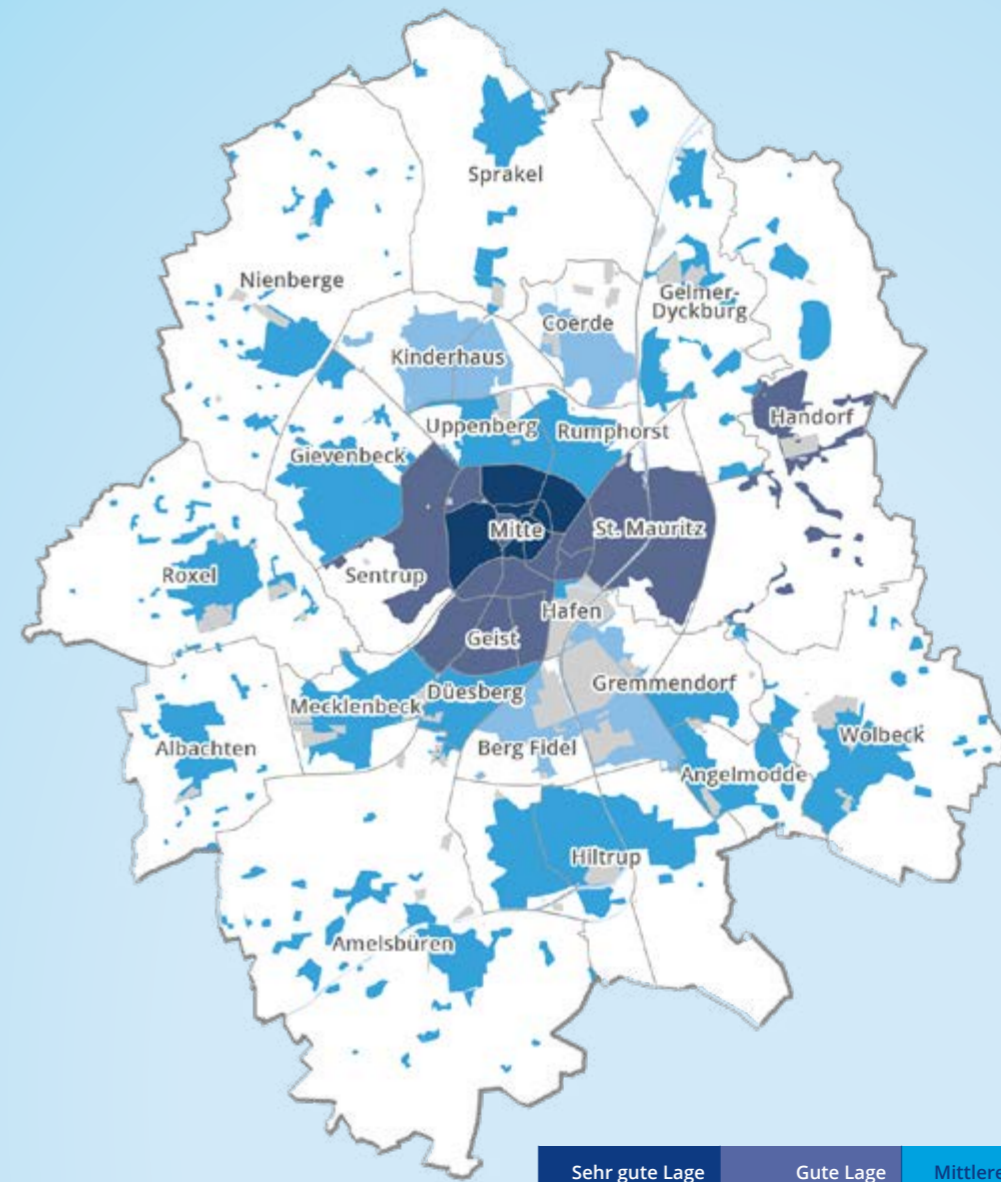 Sprakel
Nienberge
Gelmer-
Dyckburg
Coerde
Kinderhaus
Handorf
Uppenberg
Rumphorst
Gievenbeck
Mitte
St. Mauritz
Roxel
Sentrup
Hafen
Geist
Gremmendorf
Düesberg
Mecklenbeck
Wolbeck
Albachten
Berg Fidel
Angelmodde
Hiltrup
Amelsbüren
Sehr gute Lage Gute Lage Mittlere